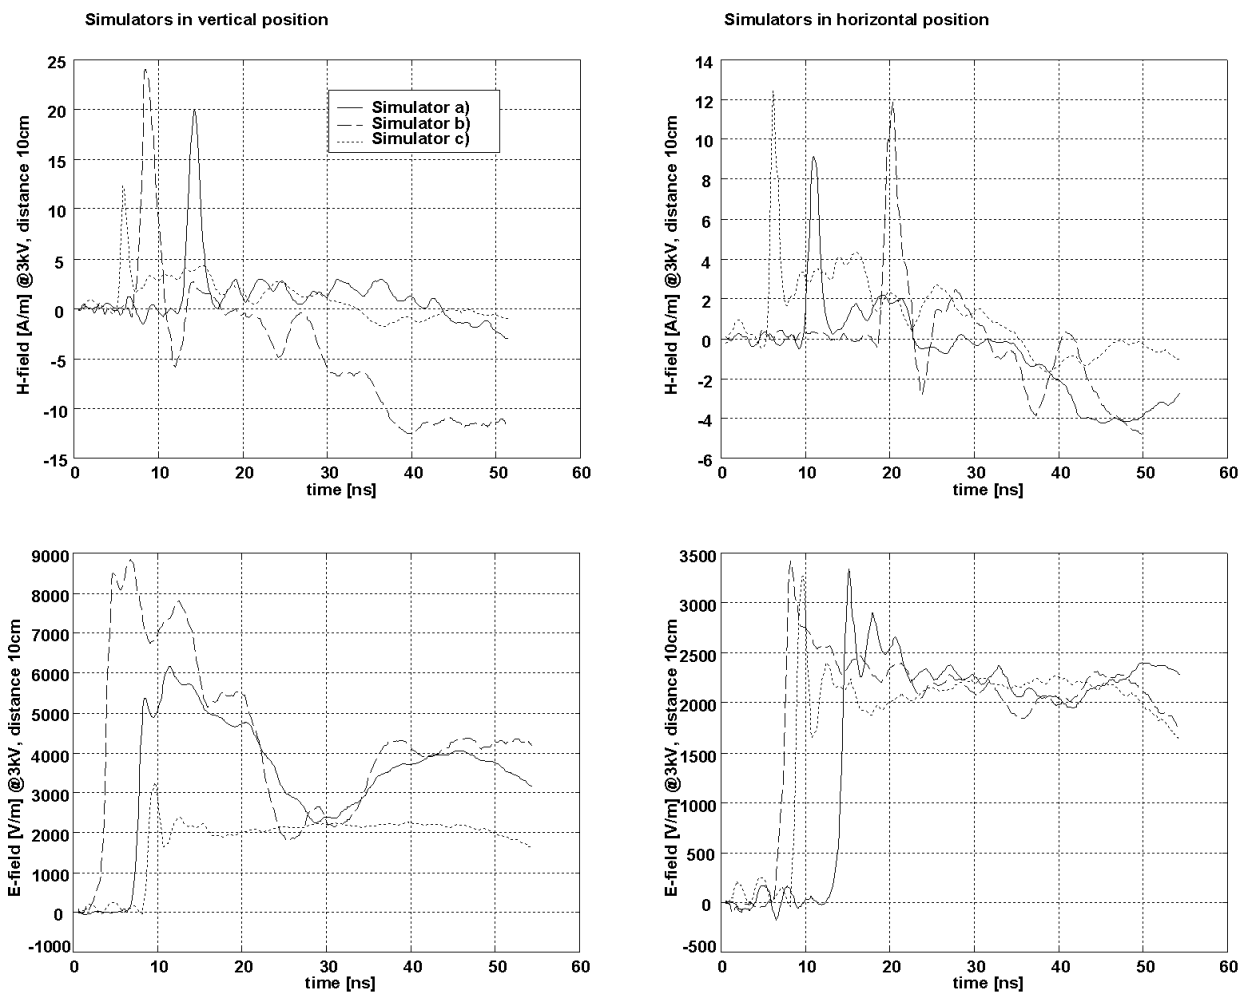 Simulators in vertical position
Simulators in horizontal position
H-field [A/m] @3kV, distance 10cm
25
20
15
10
5
0
-5
-10
-15
Simulator a)
Simulator b)
Simulator c)
0 10 20 30 40 50 60
time [ns]
H-field [A/m] @3kV, distance 10cm
14
12
10
8
6
4
2
0
-2
-4
-6
0 10 20 30 40 50 60
time [ns]
E-field [V/m] @3kV, distance 10cm
9000
8000
7000
6000
5000
4000
3000
2000
1000
0
-1000
0 10 20 30 40 50 60
time [ns]
E-field [V/m] @3kV, distance 10cm
3500
3000
2500
2000
1500
1000
500
0
-500
0 10 20 30 40 50 60
time [ns]